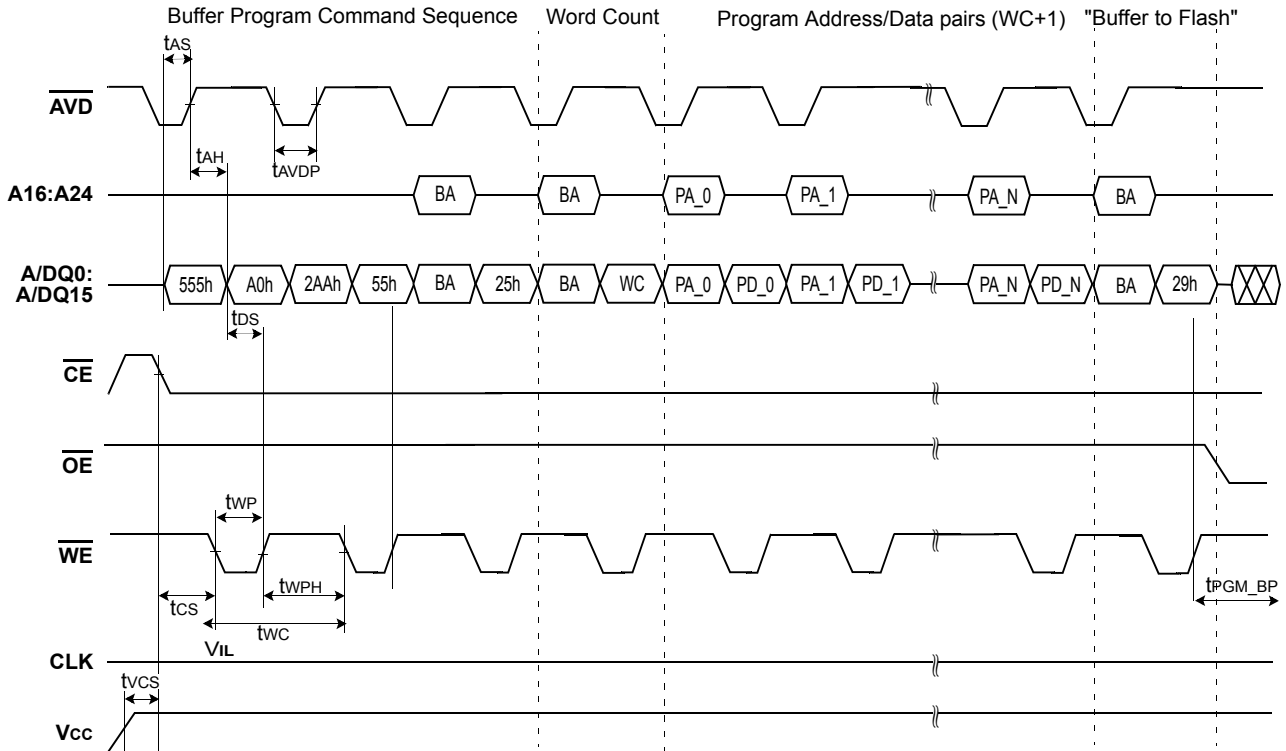 Buffer Program Command Sequence Word Count Program Address/Data pairs (WC+1) "Buffer to Flash"
tAS
AVD
tAH
tAVDP
A16:A24 BA BA PA_0 PA_1 PA_N BA
A/DQ0:
A/DQ15
555h A0h 2AAh 55h BA 25h BA WC PA_0 PD_0 PA_1 PD_1 PA_N PD_N BA 29h
tDS
CE
OE
tWP
WE
tWPH
tPGM_BP
tCS
tWC
VIL
CLK
tVCS
Vcc